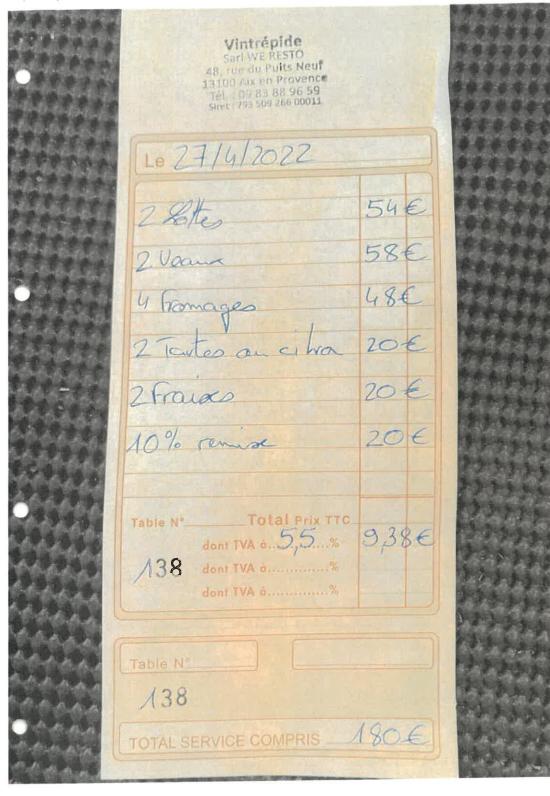 Vintrépide
Sarl WE RESTO
48, rue du Puits Neuf
13100 Aix en Provence
Tél. : 09 83 88 96 59
Siret : 793 509 266 00011
Le 27/4/2022
2 Lottes 54€
2 Veaux 58€
4 fromages 48€
2 Tartes au citron 20€
2 Fraises 20€
10% remise 20€
Table N° Total Prix TTC
dont TVA à 5,5 % 9,38€
138 dont TVA à.............%
dont TVA à.............%
Table N°
138
TOTAL SERVICE COMPRIS 180€